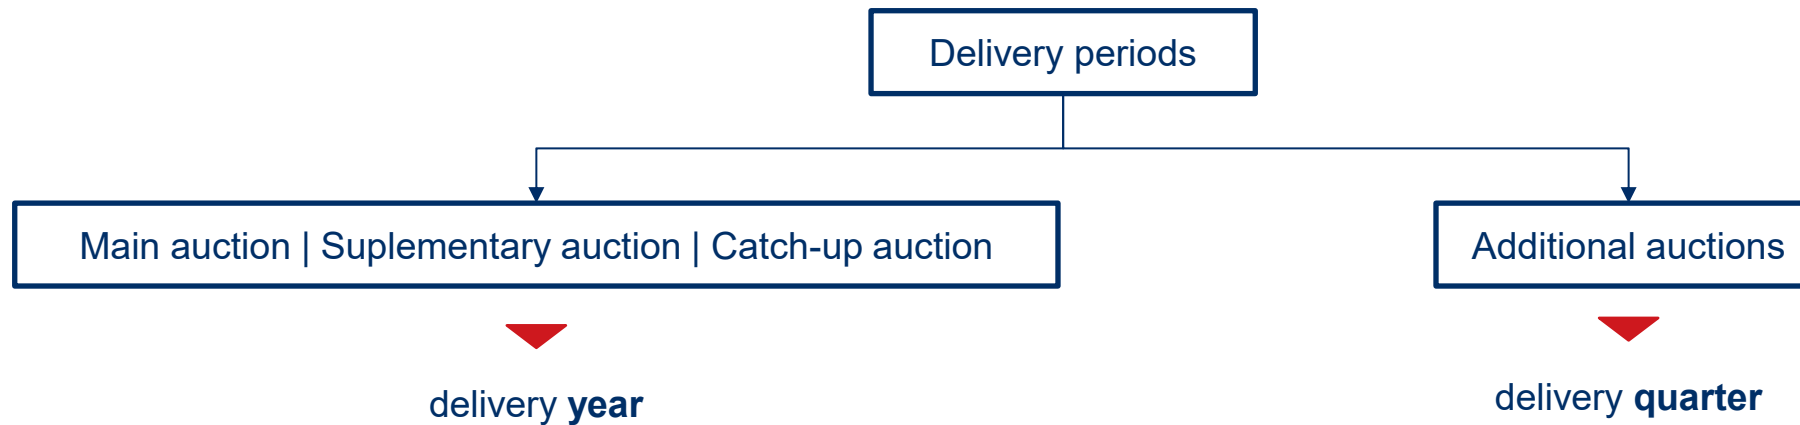 Delivery periods
Main auction | Suplementary auction | Catch-up auction
Additional auctions
delivery year
delivery quarter